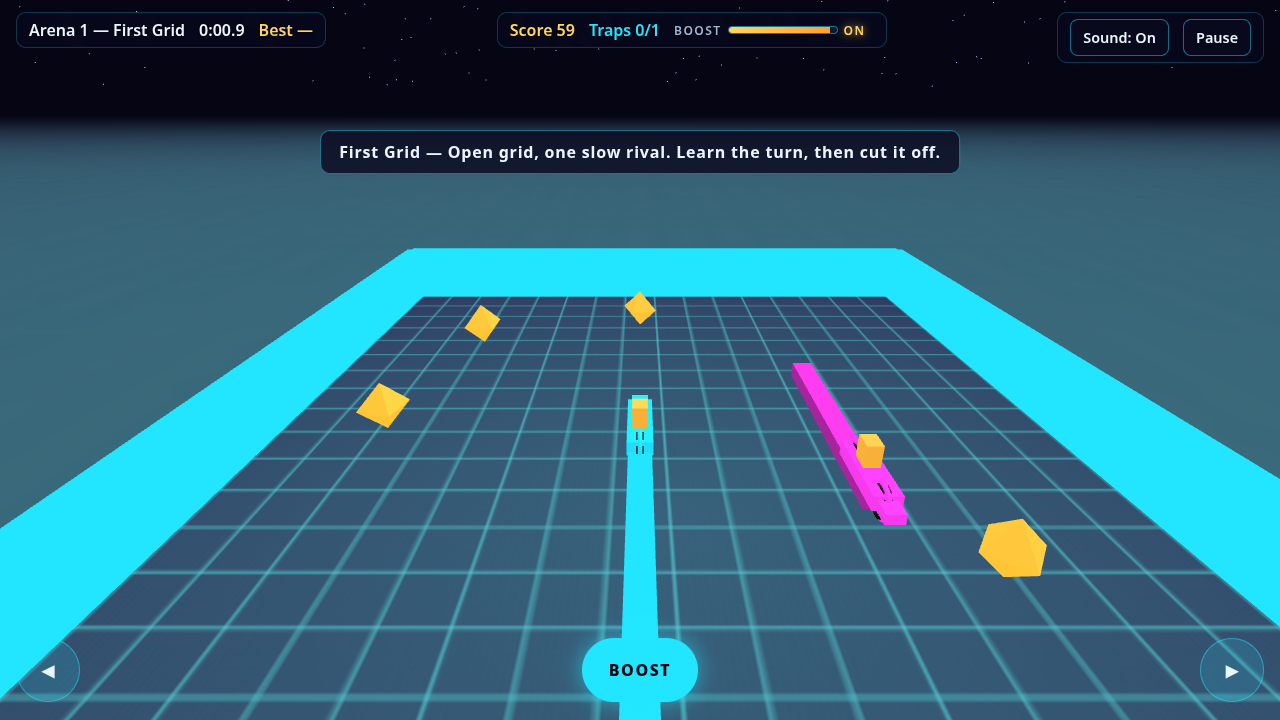 Arena 1 — First Grid 0:00.9 Best —
Score 59 Traps 0/1 BOOST ON
Sound: On
Pause
First Grid — Open grid, one slow rival. Learn the turn, then cut it off.
◀
BOOST
▶